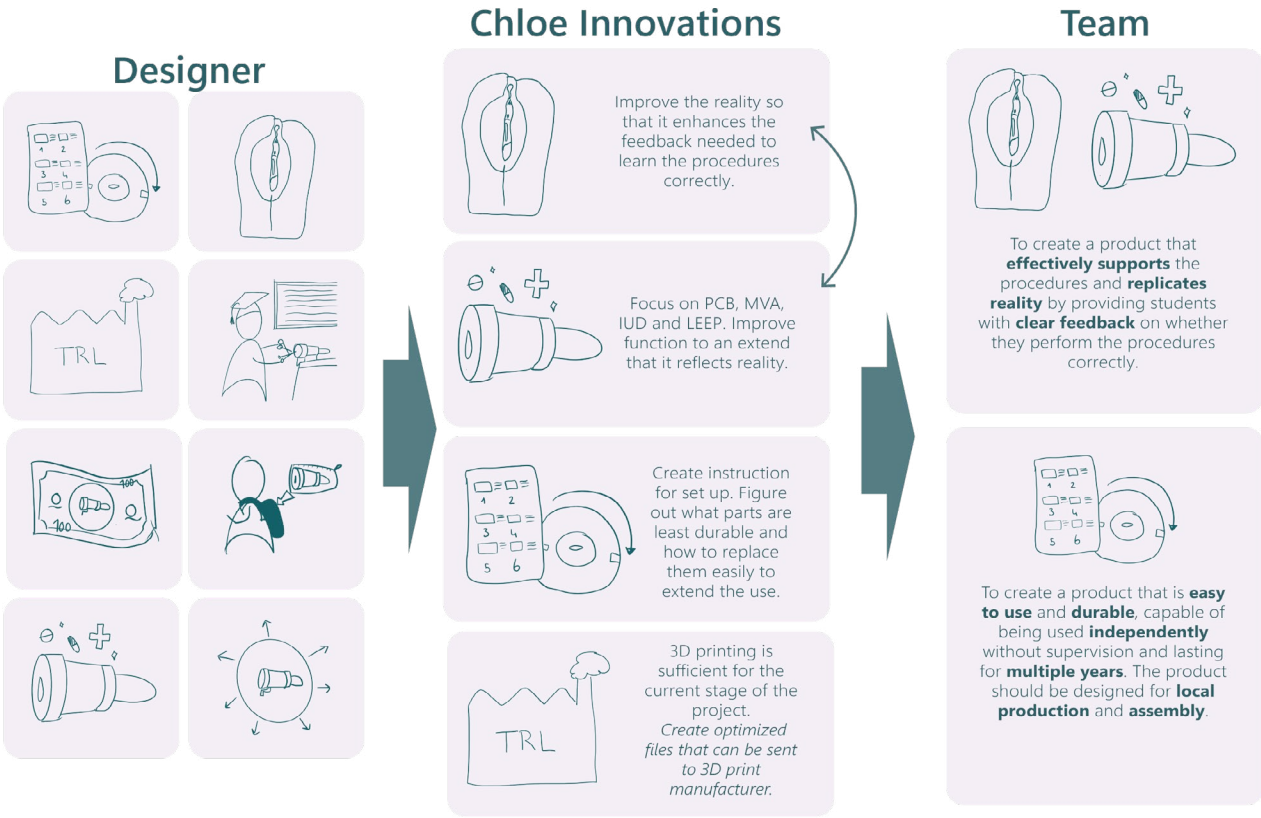 Designer
1 2
3 4
5 6
TRL
100
100
Chloe Innovations
Improve the reality so
that it enhances the
feedback needed to
learn the procedures
correctly.
Focus on PCB, MVA,
IUD and LEEP. Improve
function to an extend
that it reflects reality.
1 2
3 4
5 6
Create instruction
for set up. Figure
out what parts are
least durable and
how to replace
them easily to
extend the use.
TRL
3D printing is
sufficient for the
current stage of the
project.
Create optimized
files that can be sent
to 3D print
manufacturer.
Team
To create a product that
effectively supports the
procedures and replicates
reality by providing students
with clear feedback on whether
they perform the procedures
correctly.
1 2
3 4
5 6
To create a product that is easy
to use and durable, capable of
being used independently
without supervision and lasting
for multiple years. The product
should be designed for local
production and assembly.